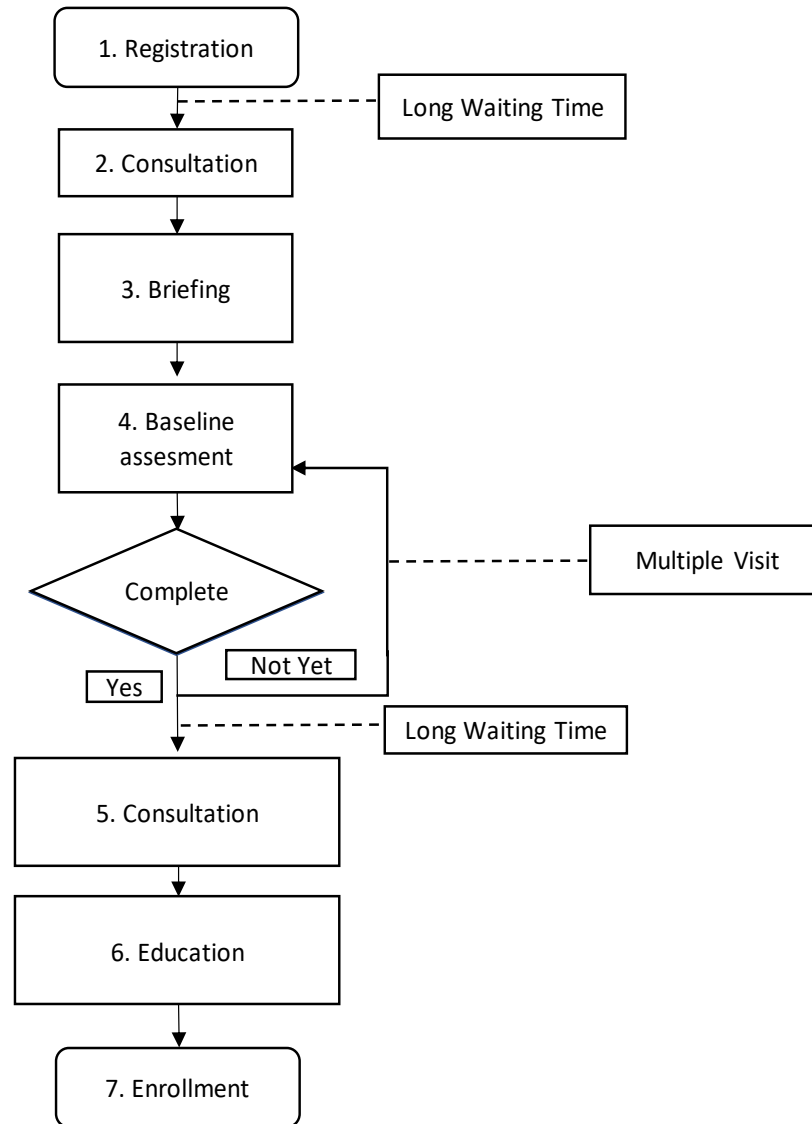 1. Registration
Long Waiting Time
2. Consultation
3. Briefing
4. Baseline
assesment
Multiple Visit
Complete
Not Yet
Yes
Long Waiting Time
5. Consultation
6. Education
7. Enrollment